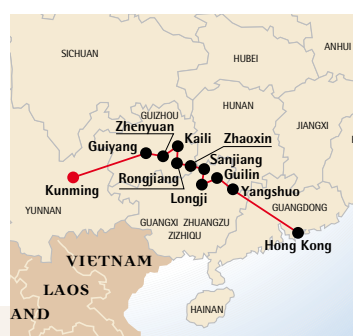 SICHUAN
HUBEI
ANHUI
HUNAN
JIANGXI
GUIZHOU
Zhenyuan
Kaili
Zhaoxin
Guiyang
Sanjiang
Guilin
Kunming
Rongjiang
Longji
Yangshuo
YUNNAN
GUANGDONG
GUANGXI ZHUANGZU
ZIZHIQU
Hong Kong
VIETNAM
LAOS
AND
HAINAN